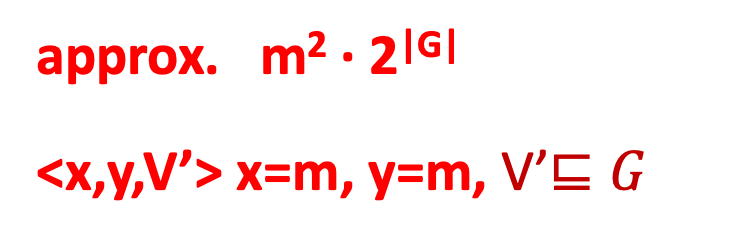 approx. m² · 2|ᴳ|
<x,y,V’> x=m, y=m, V’⊑ 𝐺